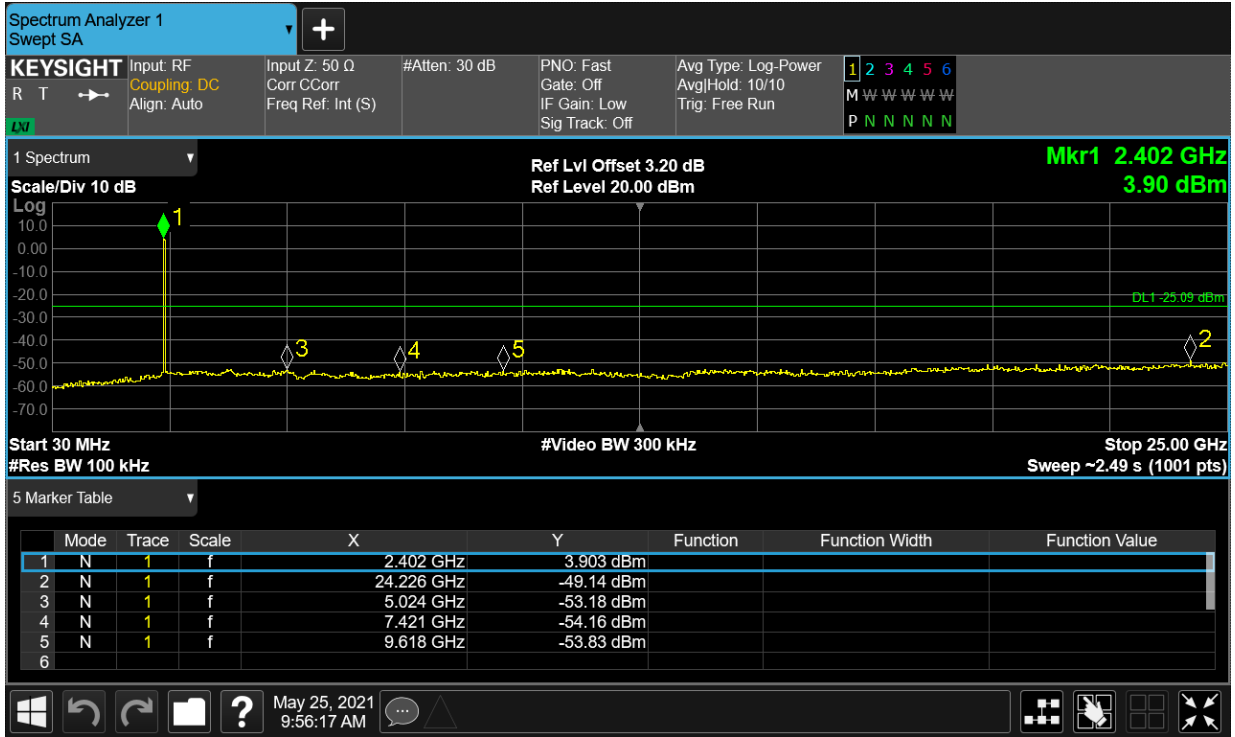 Spectrum Analyzer 1
Swept SA
KEYSIGHT Input: RF Input Z: 50 Ω #Atten: 30 dB PNO: Fast Avg Type: Log-Power 1 2 3 4 5 6
R T Coupling: DC Corr CCorr Gate: Off Avg|Hold: 10/10 M W W W W W
Align: Auto Freq Ref: Int (S) IF Gain: Low Trig: Free Run
LXI Sig Track: Off P N N N N N
1 Spectrum Ref Lvl Offset 3.20 dB Mkr1 2.402 GHz
Scale/Div 10 dB Ref Level 20.00 dBm 3.90 dBm
Log
1
10.0
0.00
-10.0
-20.0
DL1 -25.09 dBm
-30.0
-40.0
3 4 5 2
-50.0
-60.0
-70.0
Start 30 MHz #Video BW 300 kHz Stop 25.00 GHz
#Res BW 100 kHz Sweep ~2.49 s (1001 pts)
5 Marker Table
Mode Trace Scale X Y Function Function Width Function Value
1 N 1 f 2.402 GHz 3.903 dBm
2 N 1 f 24.226 GHz -49.14 dBm
3 N 1 f 5.024 GHz -53.18 dBm
4 N 1 f 7.421 GHz -54.16 dBm
5 N 1 f 9.618 GHz -53.83 dBm
6
? May 25, 2021
9:56:17 AM